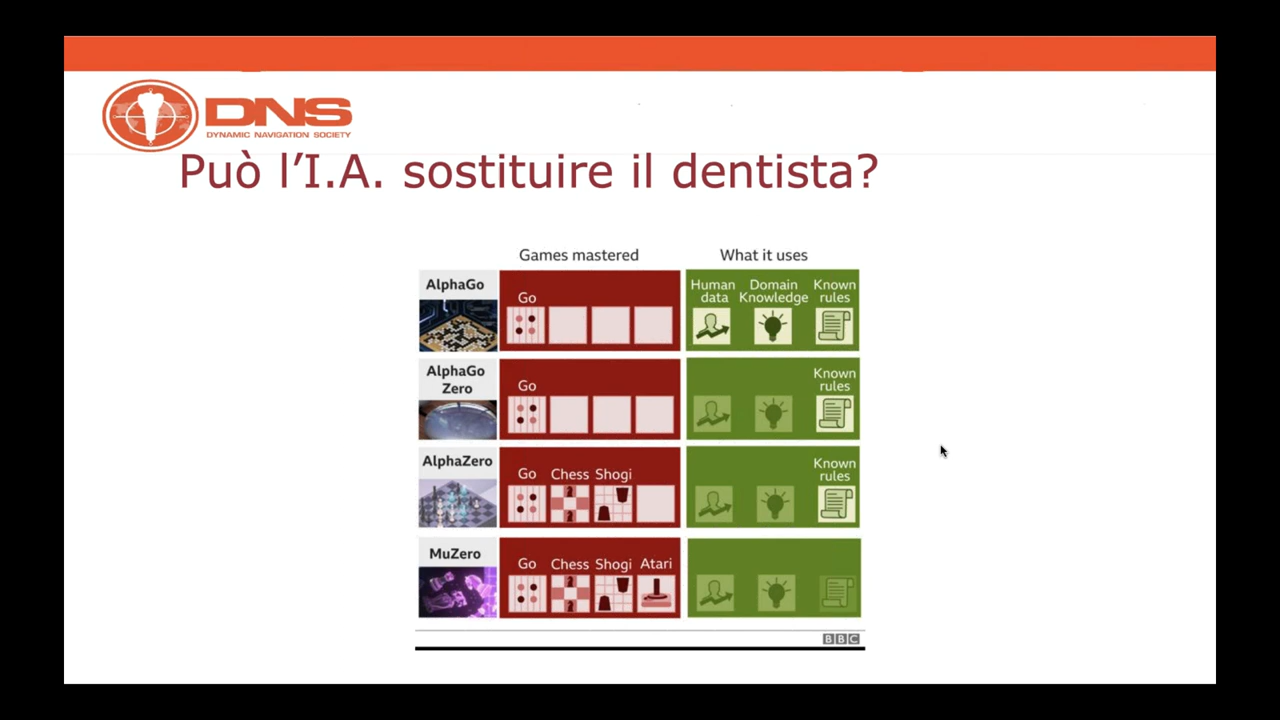 DNS
DYNAMIC NAVIGATION SOCIETY
Può l'I.A. sostituire il dentista?
Games mastered
What it uses
AlphaGo
Go
Human data
Domain Knowledge
Known rules
AlphaGo
Zero
Go
Known rules
AlphaZero
Go Chess Shogi
Known rules
MuZero
Go Chess Shogi Atari
BBC